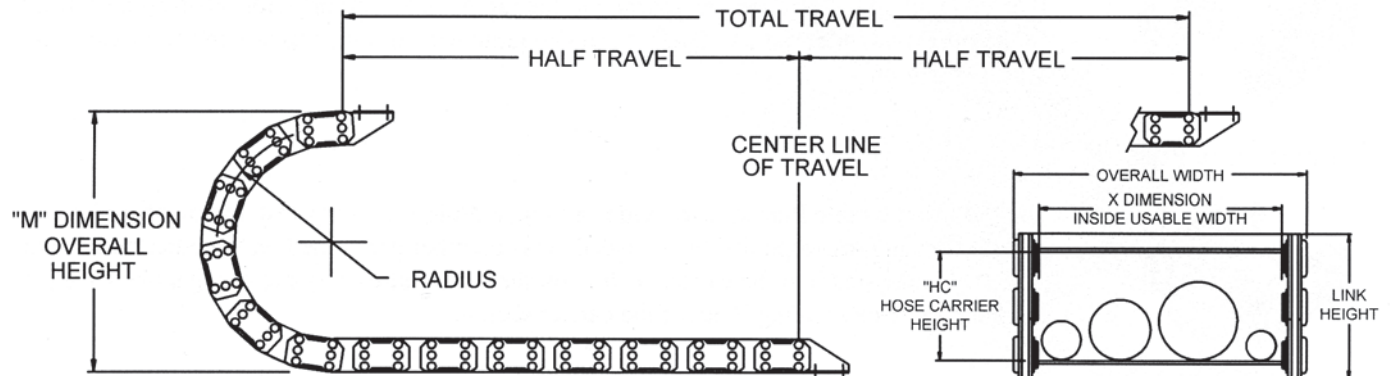 TOTAL TRAVEL
HALF TRAVEL
HALF TRAVEL
CENTER LINE
OF TRAVEL
"M" DIMENSION
OVERALL
HEIGHT
RADIUS
OVERALL WIDTH
X DIMENSION
INSIDE USABLE WIDTH
"HC"
HOSE CARRIER
HEIGHT
LINK
HEIGHT